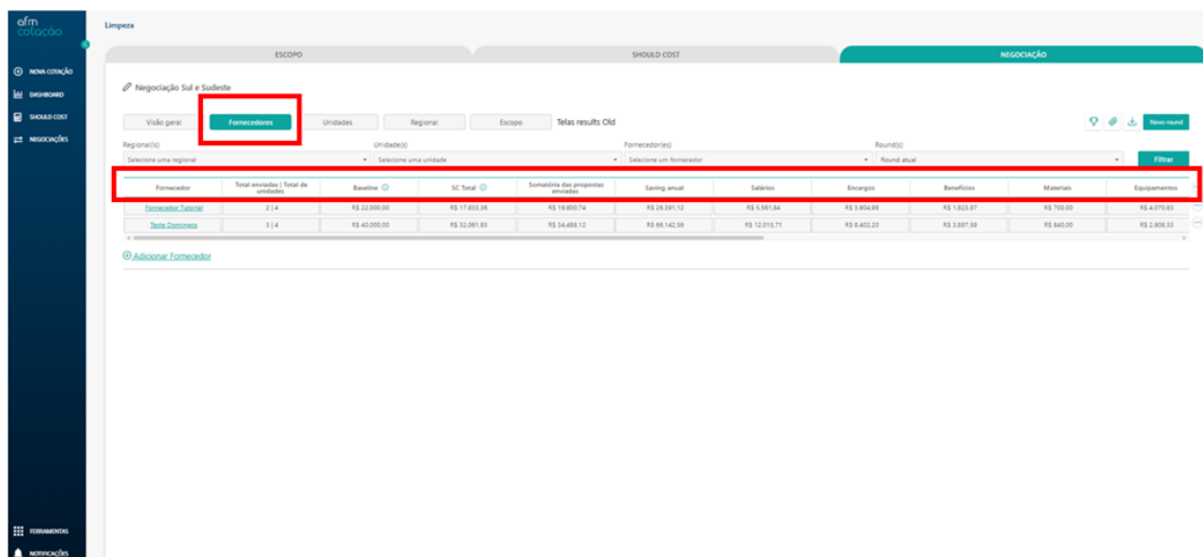 afm
cotação
Limpeza
ESCOPO
SHOULD COST
NEGOCIAÇÃO
NOVA COTAÇÃO
DASHBOARD
SHOULD COST
NEGOCIAÇÕES
Negociação Sul e Sudeste
Visão geral
Fornecedores
Unidades
Regional
Escopo
Telas results Old
Novo round
Regional(is)
Unidade(s)
Fornecedor(es)
Round(s)
Selecione uma regional
Selecione uma unidade
Selecione um fornecedor
Round atual
Filtrar
Fornecedor
Total enviadas | Total de
unidades
Baseline
SC Total
Somatória das propostas
enviadas
Saving anual
Salários
Encargos
Benefícios
Materiais
Equipamentos
Fornecedor Tutorial
2 | 4
R$ 22.000,00
R$ 17.833,36
R$ 19.800,74
R$ 26.391,12
R$ 5.561,84
R$ 3.904,98
R$ 1.823,87
R$ 700,00
R$ 4.070,83
Teste Domingos
3 | 4
R$ 40.000,00
R$ 32.061,93
R$ 34.488,12
R$ 66.142,56
R$ 12.015,71
R$ 8.402,20
R$ 3.897,59
R$ 840,00
R$ 2.908,33
Adicionar Fornecedor
FERRAMENTAS
NOTIFICAÇÕES